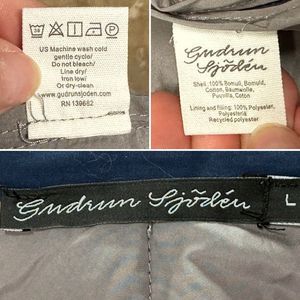 US Machine wash cold
gentle cycle/
Do not bleach/
Line dry/
Iron low/
Or dry-clean
www.gudrunsjoden.com
RN 139662
Gudrun
Sjödén
Shell: 100% Bomull, Bomuld,
Cotton, Baumwolle,
Puuvilla, Coton
Lining and filling: 100% Polyester,
Polyesteriä
Recycled polyester
Gudrun Sjödén
L